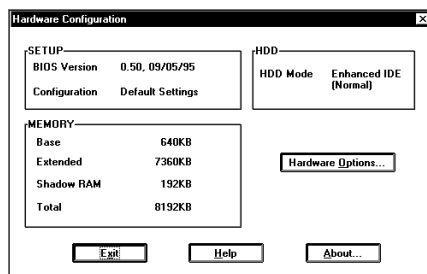 Hardware Configuration
SETUP
BIOS Version 0.50, 09/05/95
Configuration Default Settings
HDD
HDD Mode Enhanced IDE
(Normal)
MEMORY
Base 640KB
Extended 7360KB
Shadow RAM 192KB
Total 8192KB
Hardware Options...
Exit Help About...